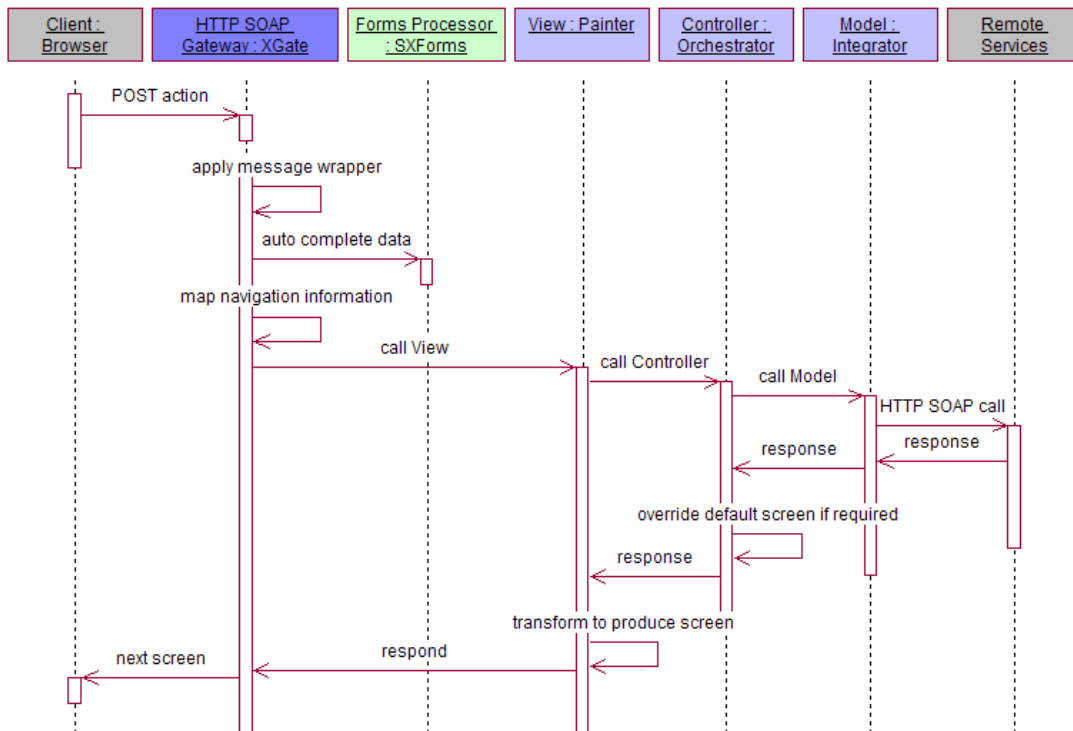 Client :
Browser
HTTP SOAP
Gateway : XGate
Forms Processor
: SXForms
View : Painter
Controller :
Orchestrator
Model :
Integrator
Remote
Services
POST action
apply message wrapper
auto complete data
map navigation information
call View
call Controller
call Model
HTTP SOAP call
response
response
override default screen if required
response
transform to produce screen
respond
next screen